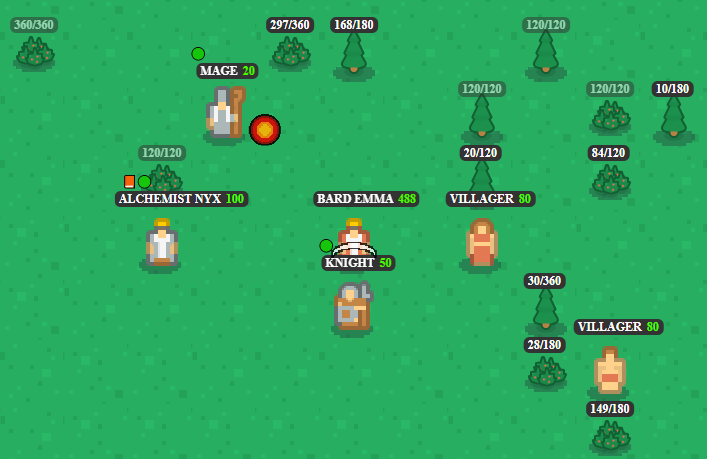 360/360
297/360
168/180
120/120
MAGE 20
120/120
120/120
10/180
120/120
20/120
84/120
ALCHEMIST NYX 100
BARD EMMA 488
VILLAGER 80
KNIGHT 50
30/360
VILLAGER 80
28/180
149/180